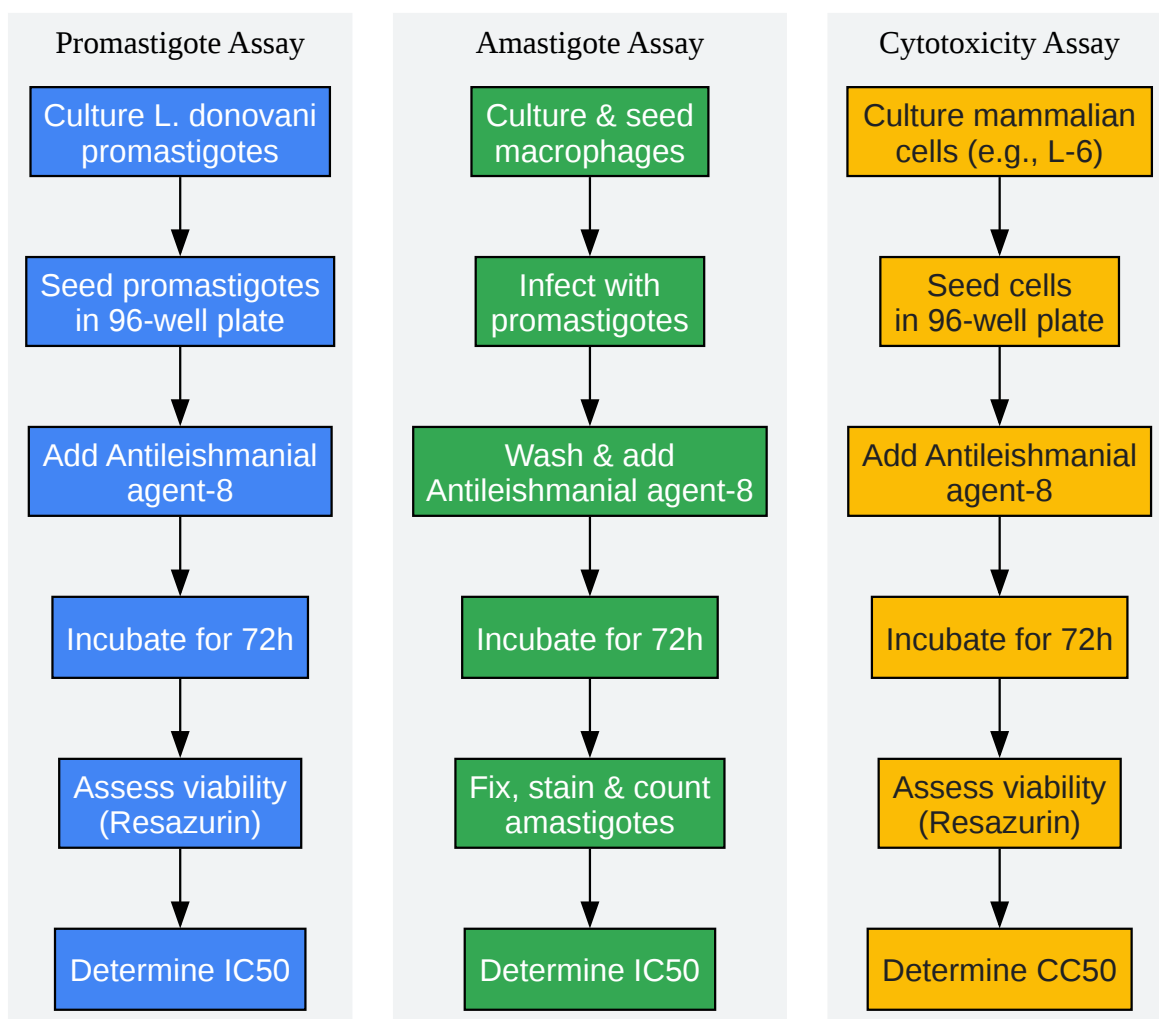 Promastigote Assay
Culture L. donovani
promastigotes
Seed promastigotes
in 96-well plate
Add Antileishmanial
agent-8
Incubate for 72h
Assess viability
(Resazurin)
Determine IC50
Amastigote Assay
Culture & seed
macrophages
Infect with
promastigotes
Wash & add
Antileishmanial agent-8
Incubate for 72h
Fix, stain & count
amastigotes
Determine IC50
Cytotoxicity Assay
Culture mammalian
cells (e.g., L-6)
Seed cells
in 96-well plate
Add Antileishmanial
agent-8
Incubate for 72h
Assess viability
(Resazurin)
Determine CC50